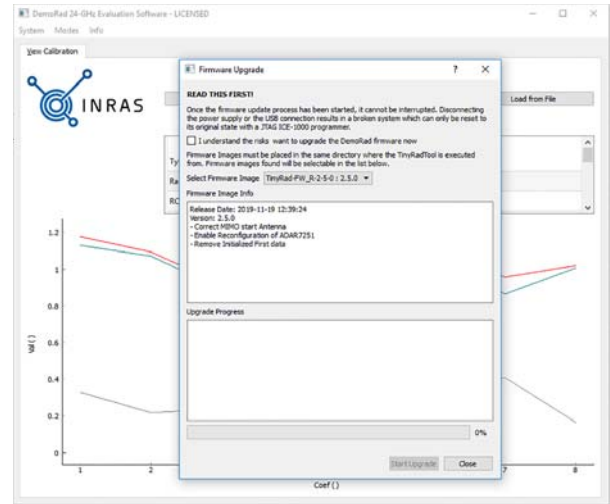 DemoRad 24-GHz Evaluation Software - LICENSED
System Modes Info
View Calibration
INRAS
Load from File
Ty
Ra
RC
Firmware Upgrade
READ THIS FIRST!
Once the firmware update process has been started, it cannot be interrupted. Disconnecting
the power supply or the USB connection results in a broken system which can only be reset to
its original state with a JTAG ICE-1000 programmer.
I understand the risks want to upgrade the DemoRad firmware now
Firmware Images must be placed in the same directory where the TinyRadTool is executed
from. Firmware images found will be selectable in the list below.
Select Firmware Image TinyRad-FW_R-2-5-0 : 2.5.0
Firmware Image Info
Release Date: 2019-11-19 12:39:24
Version: 2.5.0
- Correct MIMO start Antenna
- Enable Reconfiguration of ADAR7251
- Remove Initialized First data
Upgrade Progress
0%
Start Upgrade Close
1.2
1
0.8
0.6
0.4
0.2
0
Val ()
1 2 7 8
Coef ()